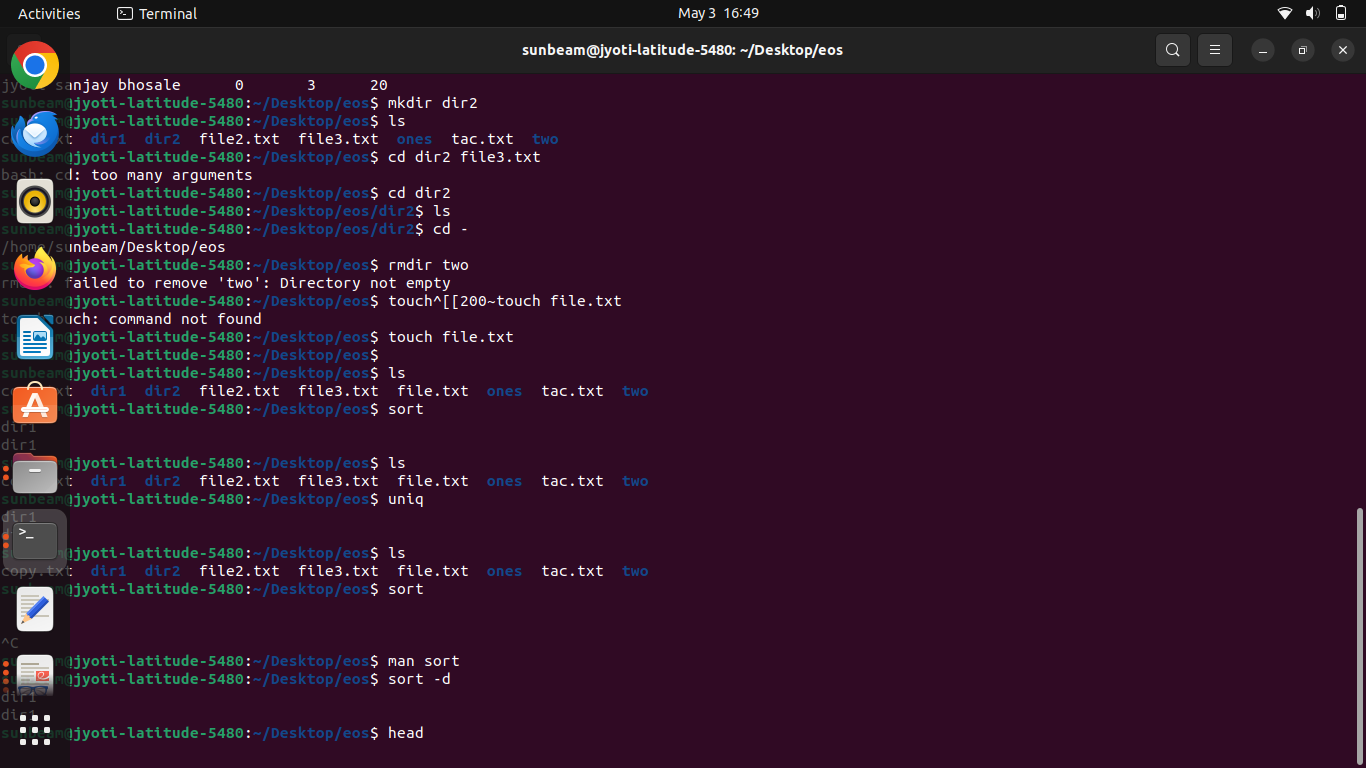 Activities Terminal May 3 16:49
sunbeam@jyoti-latitude-5480: ~/Desktop/eos
sanjay bhosale 0 3 20
sunbeam@jyoti-latitude-5480:~/Desktop/eos$ mkdir dir2
sunbeam@jyoti-latitude-5480:~/Desktop/eos$ ls
dir1 dir2 file2.txt file3.txt ones tac.txt two
sunbeam@jyoti-latitude-5480:~/Desktop/eos$ cd dir2 file3.txt
bash: cd: too many arguments
sunbeam@jyoti-latitude-5480:~/Desktop/eos$ cd dir2
sunbeam@jyoti-latitude-5480:~/Desktop/eos/dir2$ ls
sunbeam@jyoti-latitude-5480:~/Desktop/eos/dir2$ cd -
/home/sunbeam/Desktop/eos
sunbeam@jyoti-latitude-5480:~/Desktop/eos$ rmdir two
failed to remove 'two': Directory not empty
sunbeam@jyoti-latitude-5480:~/Desktop/eos$ touch^[[200~touch file.txt
command not found
sunbeam@jyoti-latitude-5480:~/Desktop/eos$ touch file.txt
sunbeam@jyoti-latitude-5480:~/Desktop/eos$
sunbeam@jyoti-latitude-5480:~/Desktop/eos$ ls
dir1 dir2 file2.txt file3.txt file.txt ones tac.txt two
sunbeam@jyoti-latitude-5480:~/Desktop/eos$ sort
dir1
dir1
sunbeam@jyoti-latitude-5480:~/Desktop/eos$ ls
dir1 dir2 file2.txt file3.txt file.txt ones tac.txt two
sunbeam@jyoti-latitude-5480:~/Desktop/eos$ uniq
dir1
sunbeam@jyoti-latitude-5480:~/Desktop/eos$ ls
copy.txt dir1 dir2 file2.txt file3.txt file.txt ones tac.txt two
sunbeam@jyoti-latitude-5480:~/Desktop/eos$ sort
^C
sunbeam@jyoti-latitude-5480:~/Desktop/eos$ man sort
sunbeam@jyoti-latitude-5480:~/Desktop/eos$ sort -d
dir1
dir1
sunbeam@jyoti-latitude-5480:~/Desktop/eos$ head